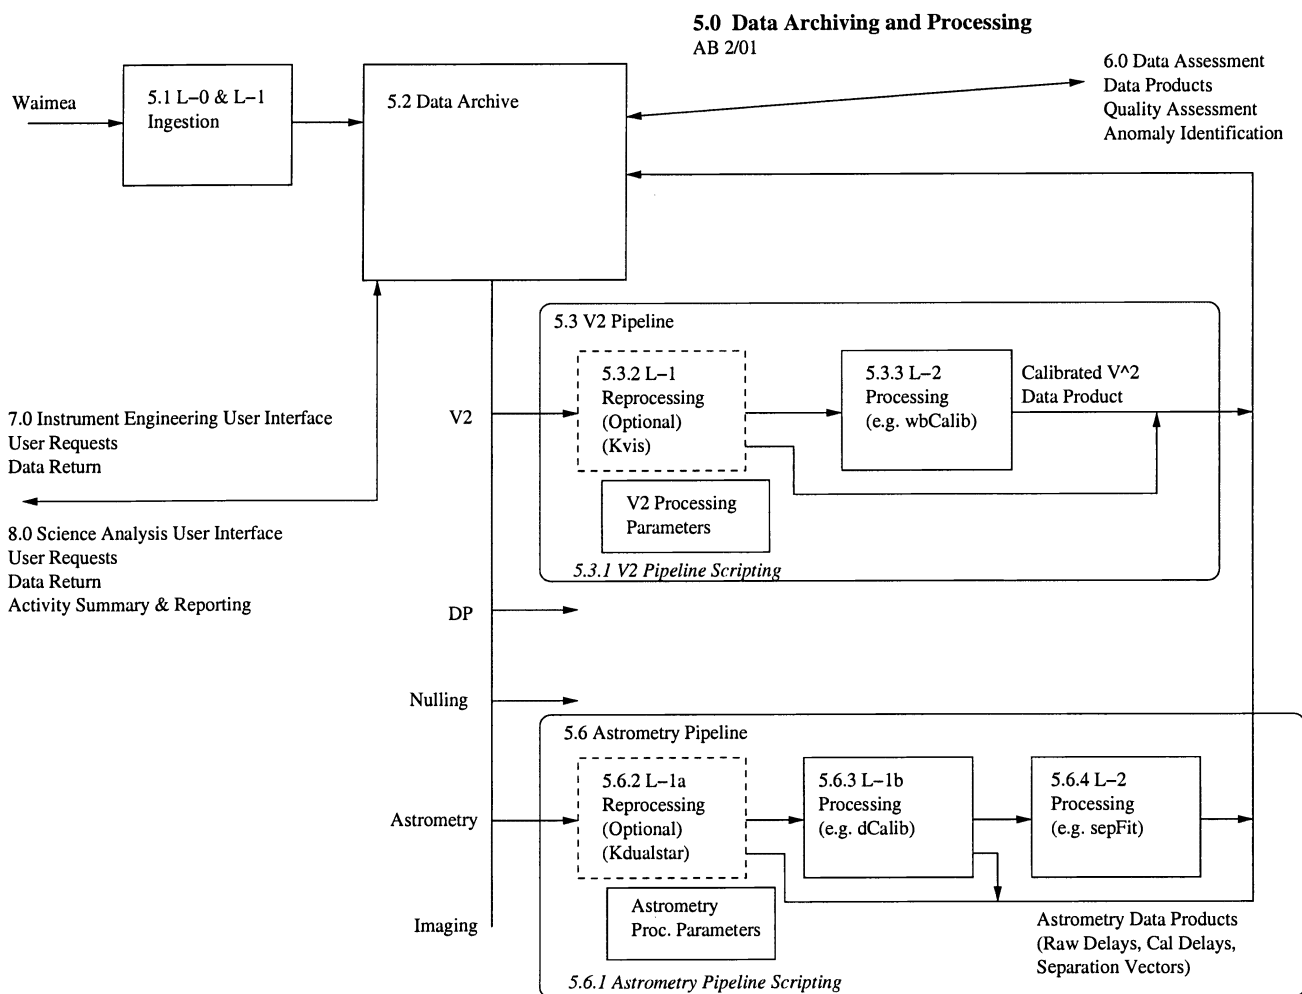 5.0 Data Archiving and Processing
AB 2/01
Waimea
5.1 L-0 & L-1
Ingestion
5.2 Data Archive
6.0 Data Assessment
Data Products
Quality Assessment
Anomaly Identification
7.0 Instrument Engineering User Interface
User Requests
Data Return
8.0 Science Analysis User Interface
User Requests
Data Return
Activity Summary & Reporting
V2
5.3 V2 Pipeline
5.3.2 L-1
Reprocessing
(Optional)
(Kvis)
5.3.3 L-2
Processing
(e.g. wbCalib)
Calibrated V^2
Data Product
V2 Processing
Parameters
5.3.1 V2 Pipeline Scripting
DP
Nulling
Astrometry
Imaging
5.6 Astrometry Pipeline
5.6.2 L-1a
Reprocessing
(Optional)
(Kdualstar)
5.6.3 L-1b
Processing
(e.g. dCalib)
5.6.4 L-2
Processing
(e.g. sepFit)
Astrometry
Proc. Parameters
Astrometry Data Products
(Raw Delays, Cal Delays,
Separation Vectors)
5.6.1 Astrometry Pipeline Scripting